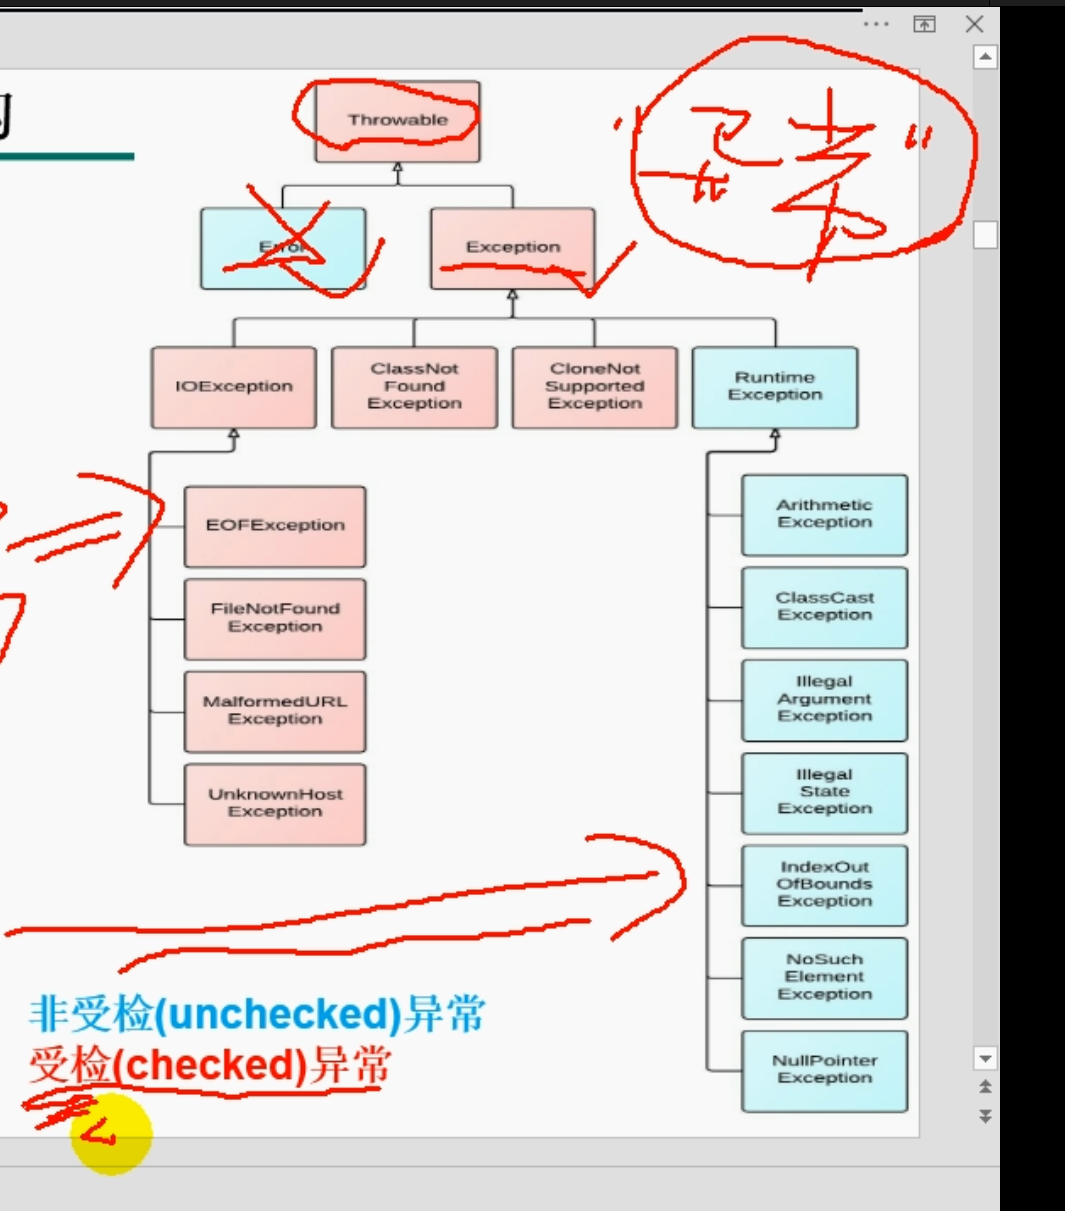 Throwable
Error
Exception
IOException
ClassNot
Found
Exception
CloneNot
Supported
Exception
Runtime
Exception
EOFException
FileNotFound
Exception
MalformedURL
Exception
UnknownHost
Exception
Arithmetic
Exception
ClassCast
Exception
Illegal
Argument
Exception
Illegal
State
Exception
IndexOut
OfBounds
Exception
NoSuch
Element
Exception
NullPointer
Exception
非受检(unchecked)异常
受检(checked)异常